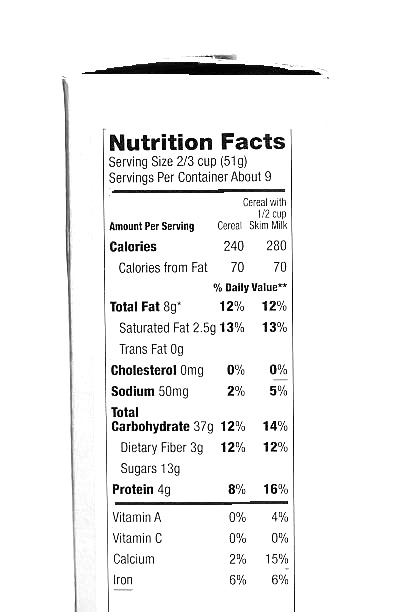 Nutrition Facts
Serving Size 2/3 cup (51g)
Servings Per Container About 9
Cereal with
1/2 cup
Amount Per Serving Cereal Skim Milk
Calories 240 280
Calories from Fat 70 70
% Daily Value**
Total Fat 8g* 12% 12%
Saturated Fat 2.5g 13% 13%
Trans Fat 0g
Cholesterol 0mg 0% 0%
Sodium 50mg 2% 5%
Total
Carbohydrate 37g 12% 14%
Dietary Fiber 3g 12% 12%
Sugars 13g
Protein 4g 8% 16%
Vitamin A 0% 4%
Vitamin C 0% 0%
Calcium 2% 15%
Iron 6% 6%